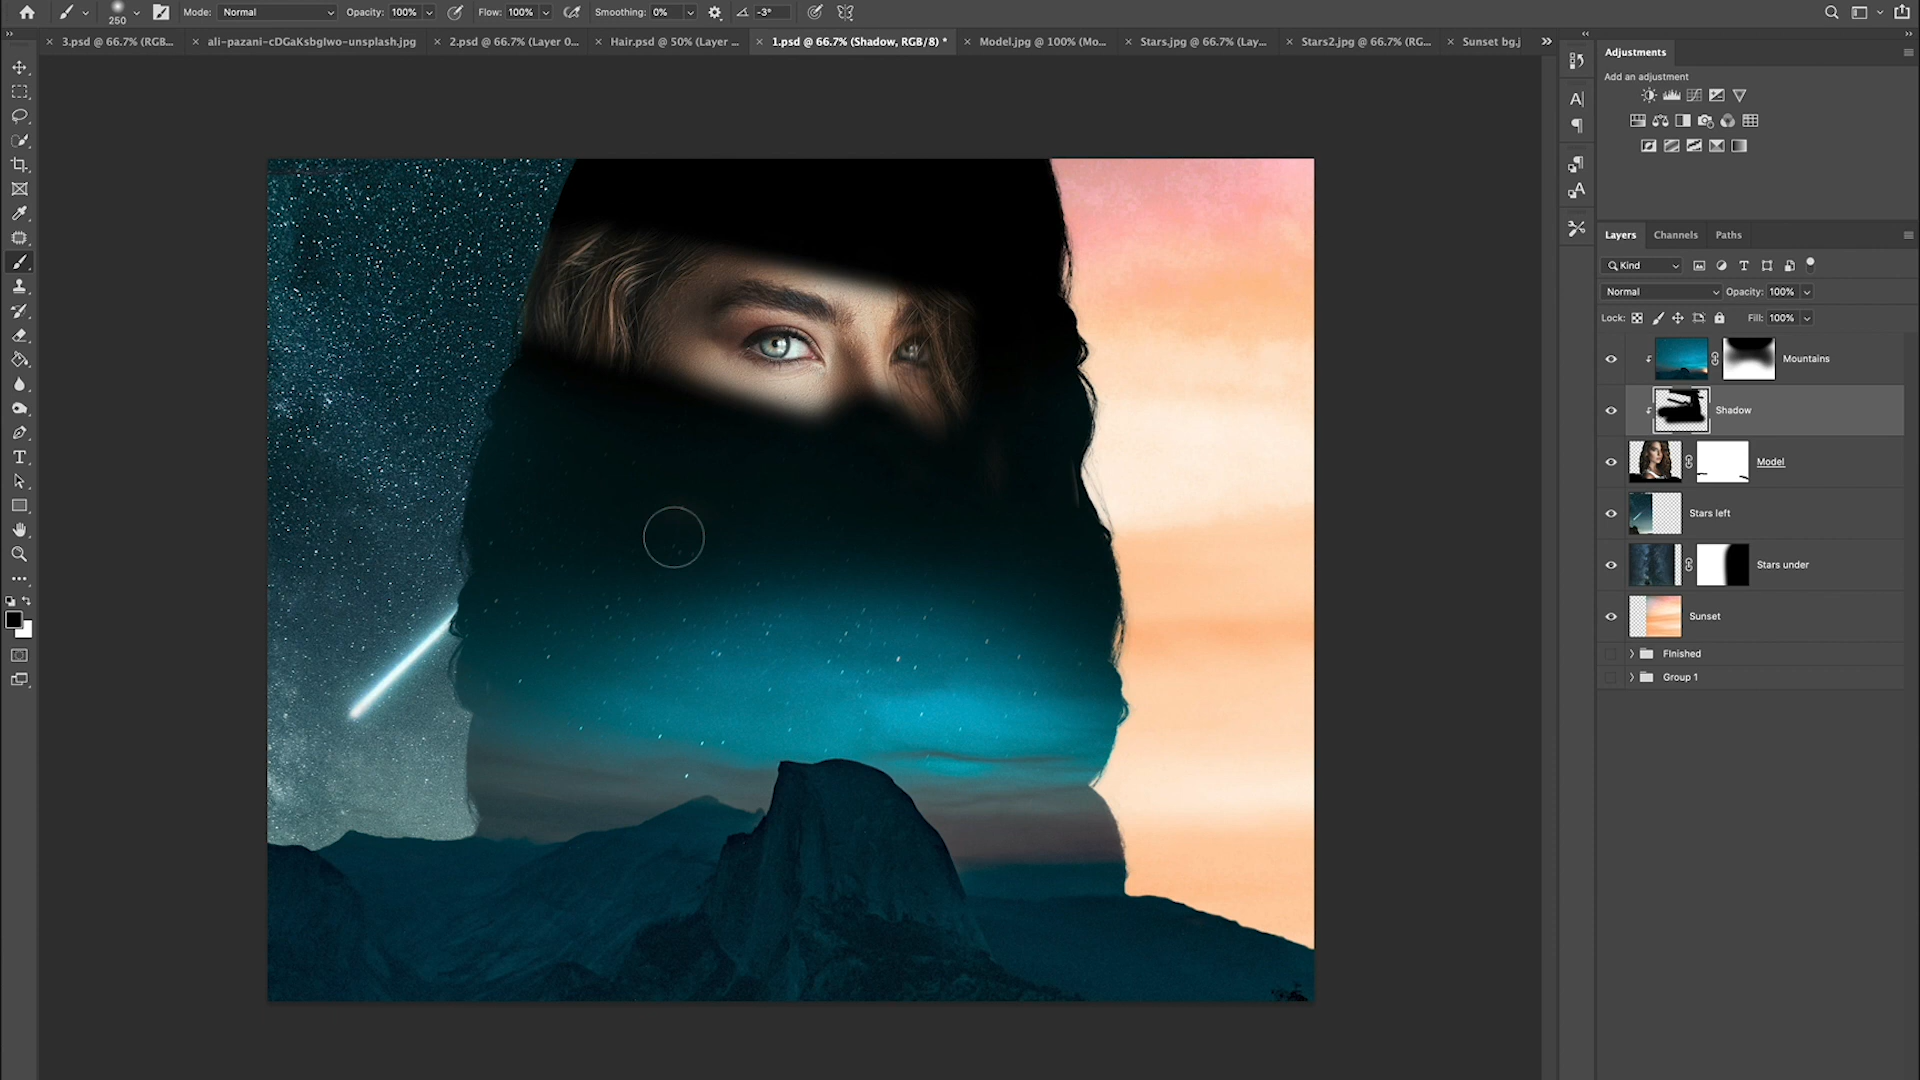 250 Mode: Normal Opacity: 100% Flow: 100% Smoothing: 0% -3°
3.psd @ 66.7% (RGB... ali-pazani-cDGaKsbgIwo-unsplash.jpg 2.psd @ 66.7% (Layer 0... Hair.psd @ 50% (Layer ... 1.psd @ 66.7% (Shadow, RGB/8) * Model.jpg @ 100% (Mo... Stars.jpg @ 66.7% (Lay... Stars2.jpg @ 66.7% (RG... Sunset bg.j
Adjustments
Add an adjustment
Layers Channels Paths
Kind
Normal Opacity: 100%
Lock: Fill: 100%
Mountains
Shadow
Model
Stars left
Stars under
Sunset
FInished
Group 1